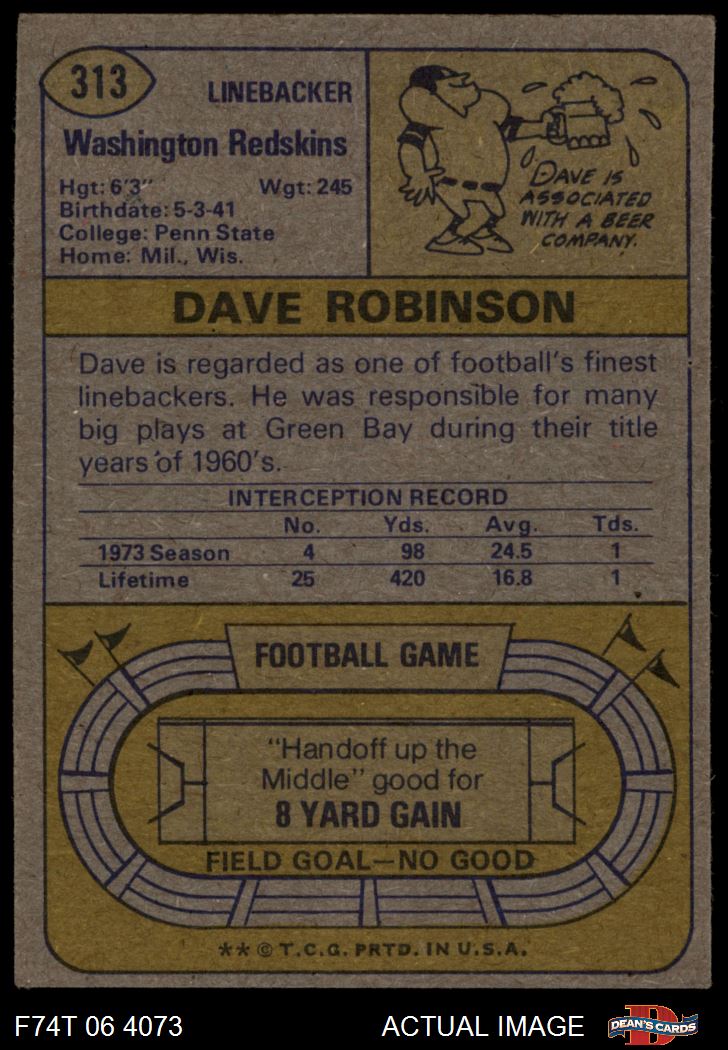 313
LINEBACKER
Washington Redskins
Hgt: 6'3" Wgt: 245
Birthdate: 5-3-41
College: Penn State
Home: Mil., Wis.
DAVE IS
ASSOCIATED
WITH A BEER
COMPANY.
DAVE ROBINSON
Dave is regarded as one of football's finest
linebackers. He was responsible for many
big plays at Green Bay during their title
years of 1960's.
INTERCEPTION RECORD
No. Yds. Avg. Tds.
1973 Season 4 98 24.5 1
Lifetime 25 420 16.8 1
FOOTBALL GAME
"Handoff up the
Middle" good for
8 YARD GAIN
FIELD GOAL—NO GOOD
** © T.C.G. PRTD. IN U.S.A.
F74T 06 4073 ACTUAL IMAGE
D
DEAN'S CARDS